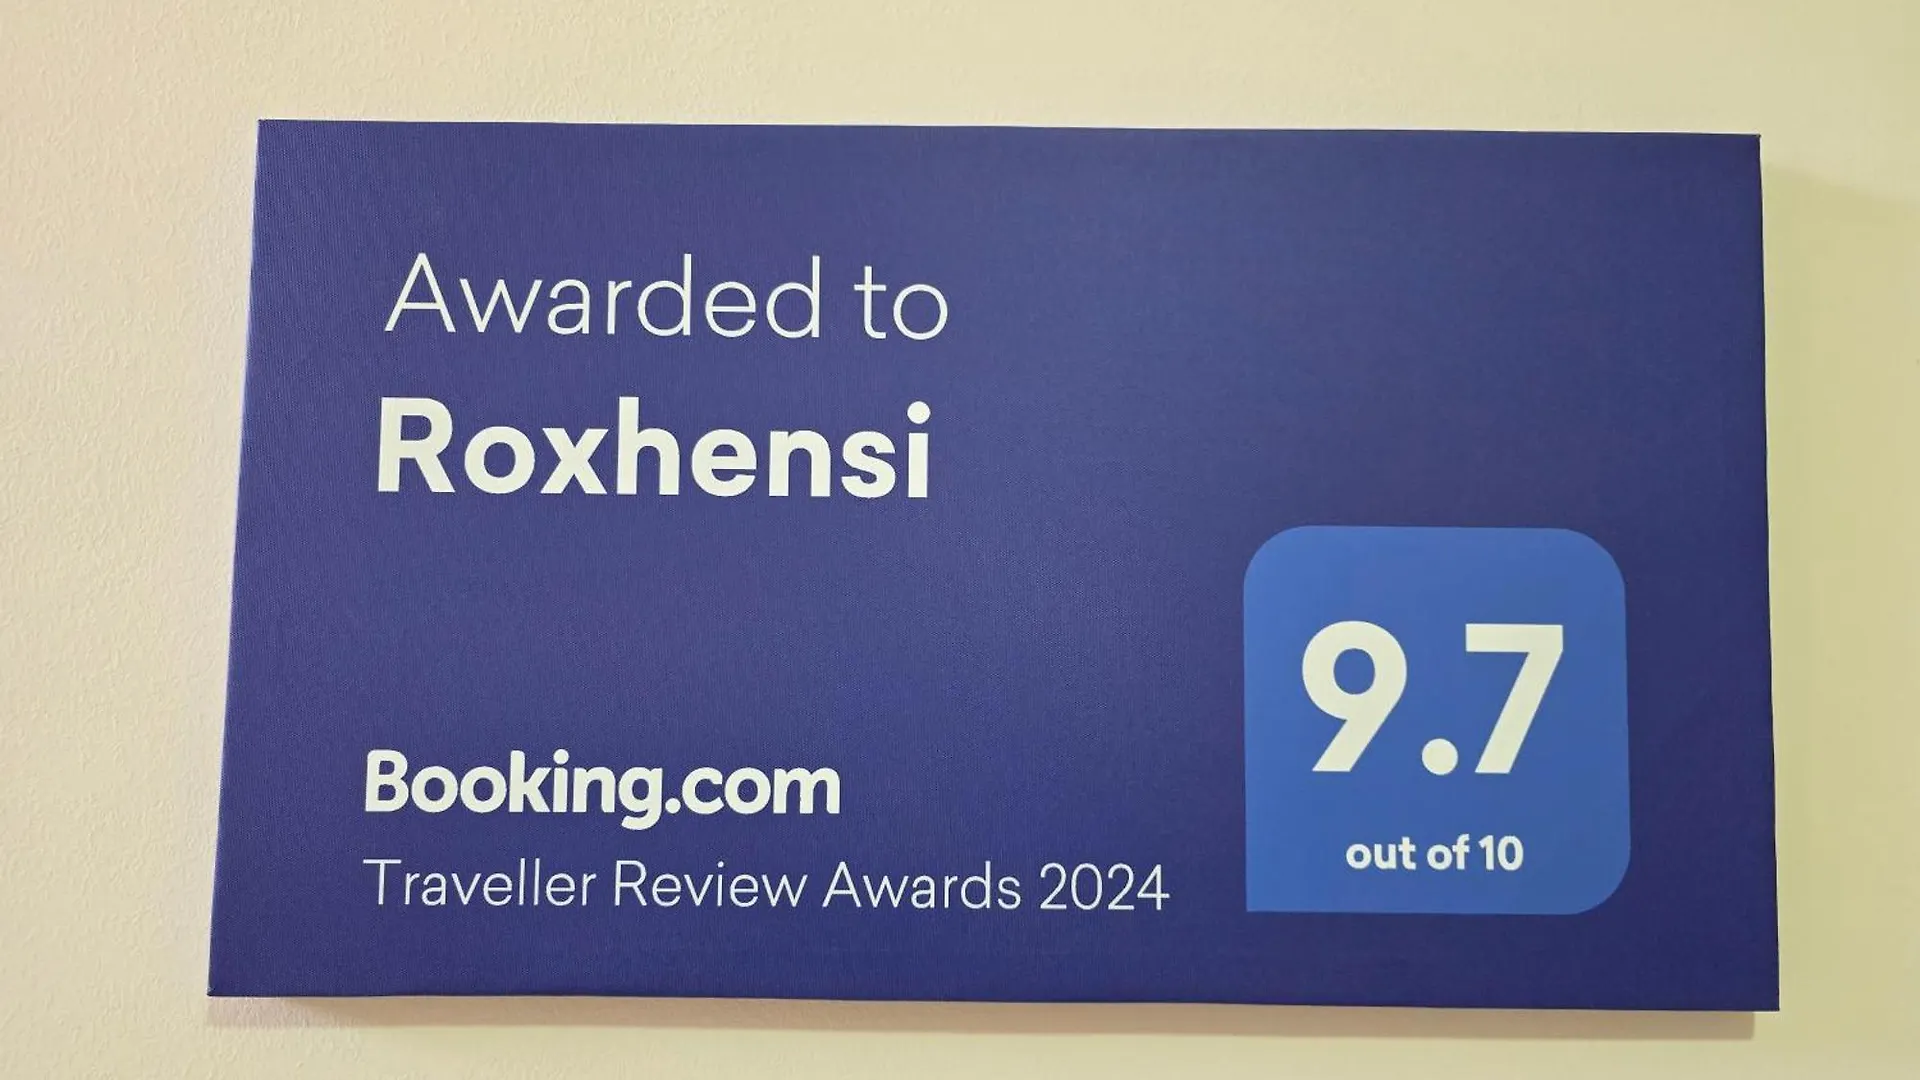 Awarded to
Roxhensi
9.7
out of 10
Booking.com
Traveller Review Awards 2024